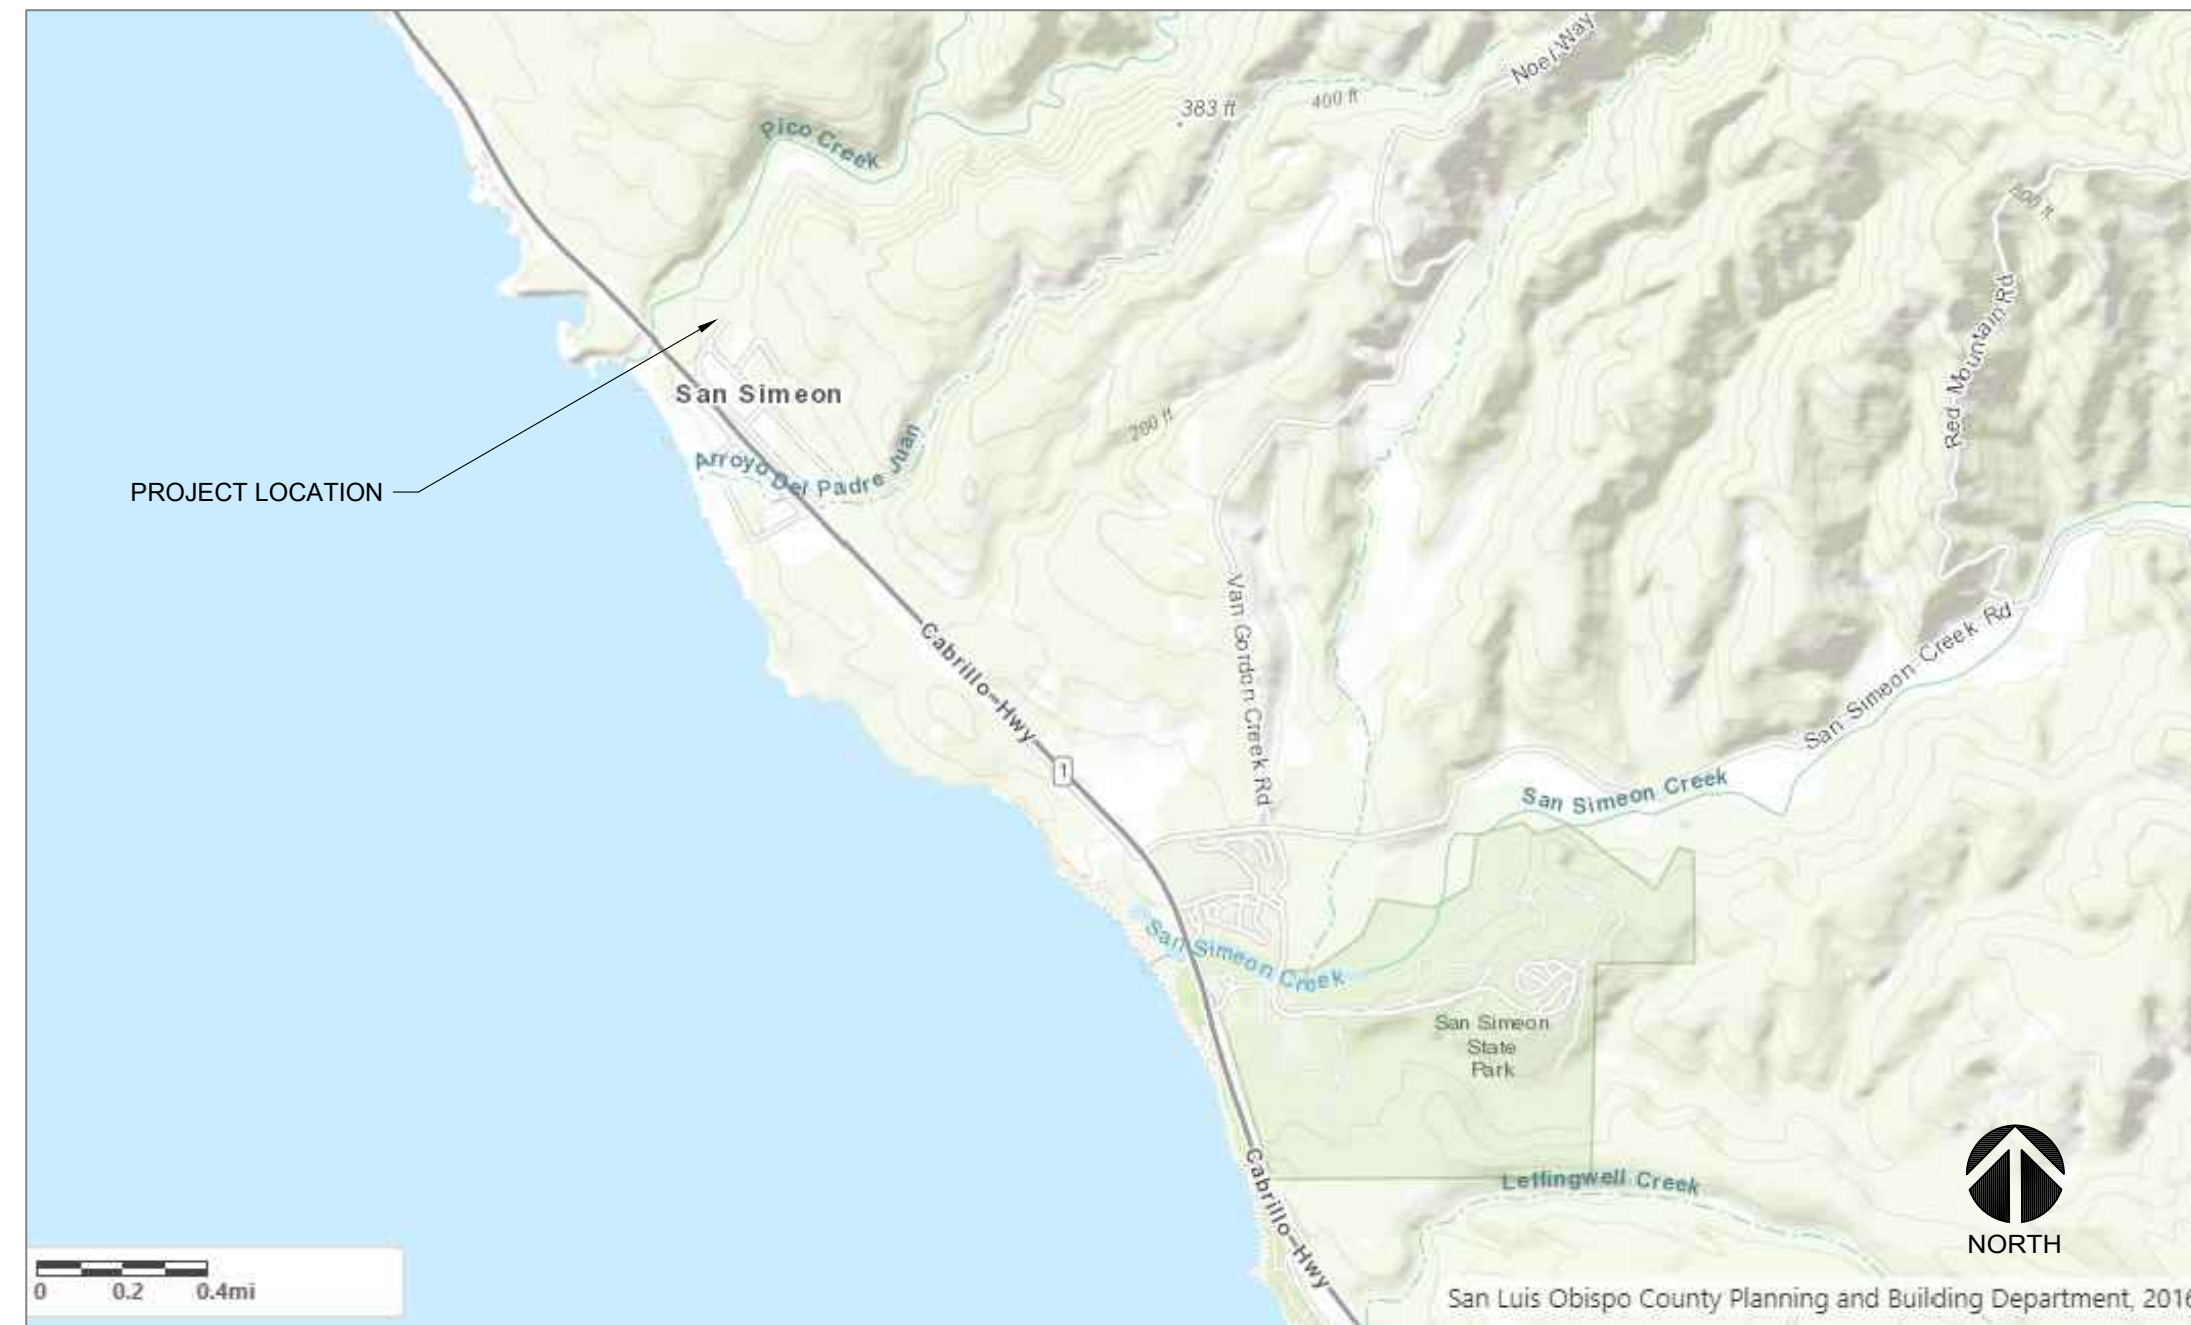 Noel Way
383 ft
400 ft
Pico Creek
800 ft
Red Mountain Rd
San Simeon
200 ft
Arroyo Del Padre Juan
PROJECT LOCATION
Van Gordon Creek Rd
San Simeon Creek Rd
Cabrillo Hwy
1
San Simeon Creek
San Simeon Creek
San Simeon
State
Park
Cabrillo Hwy
Leffingwell Creek
NORTH
0 0.2 0.4mi
San Luis Obispo County Planning and Building Department, 2016